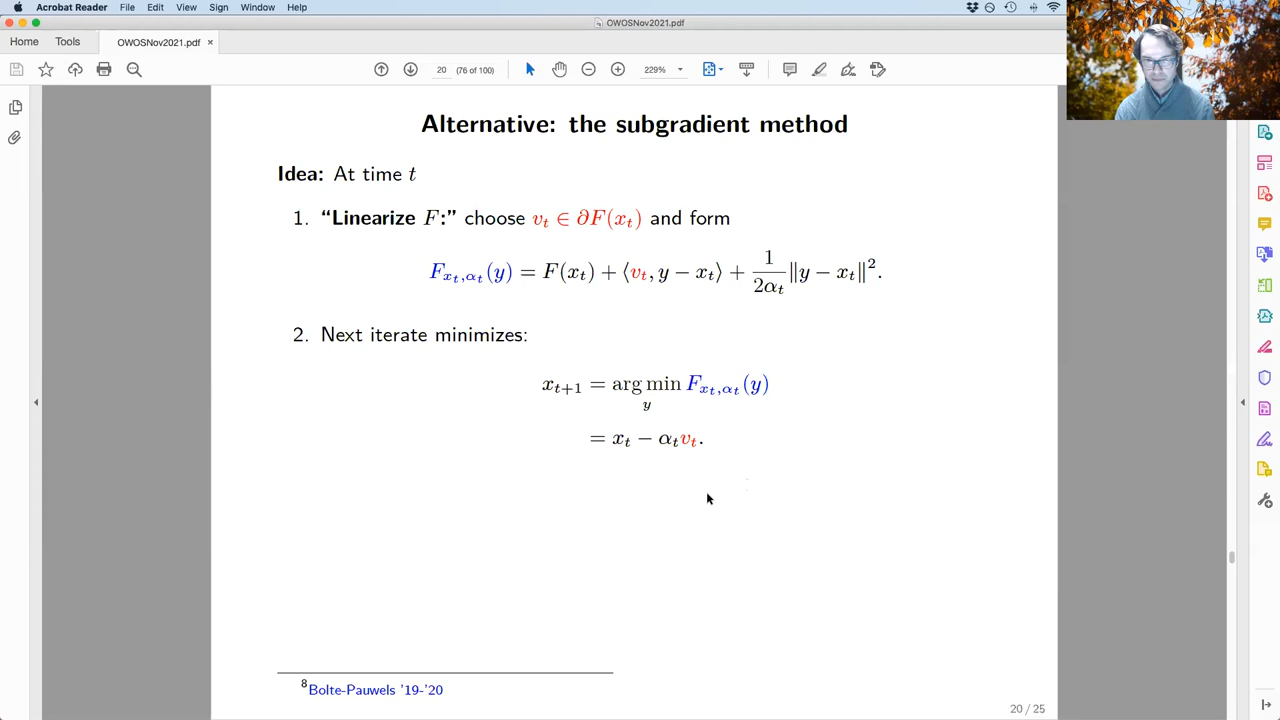 Acrobat Reader File Edit View Window Help
OWOSNov2021.pdf
Home Tools OWOSNov2021.pdf ×
20 (76 of 100) 229%
Alternative: the subgradient method
Idea: At time t
1. “Linearize F:” choose v_t ∈ ∂F(x_t) and form
F_{x_t,α_t}(y) = F(x_t) + ⟨v_t, y − x_t⟩ + \frac{1}{2α_t}‖y − x_t‖².
2. Next iterate minimizes:
x_{t+1} = arg min_y F_{x_t,α_t}(y)
= x_t − α_t v_t.
8 Bolte-Pauwels '19-'20
20 / 25